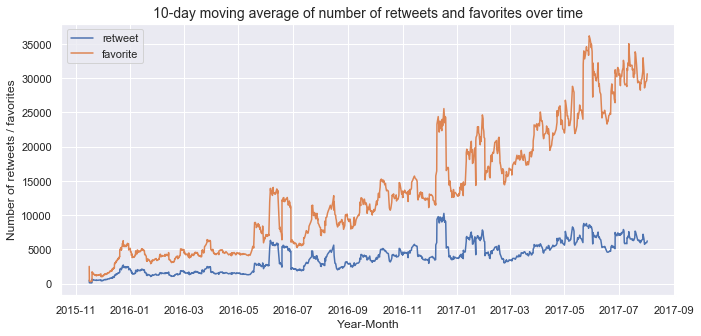 10-day moving average of number of retweets and favorites over time
retweet
favorite
Number of retweets / favorites
35000
30000
25000
20000
15000
10000
5000
0
2015-11 2016-01 2016-03 2016-05 2016-07 2016-09 2016-11 2017-01 2017-03 2017-05 2017-07 2017-09
Year-Month